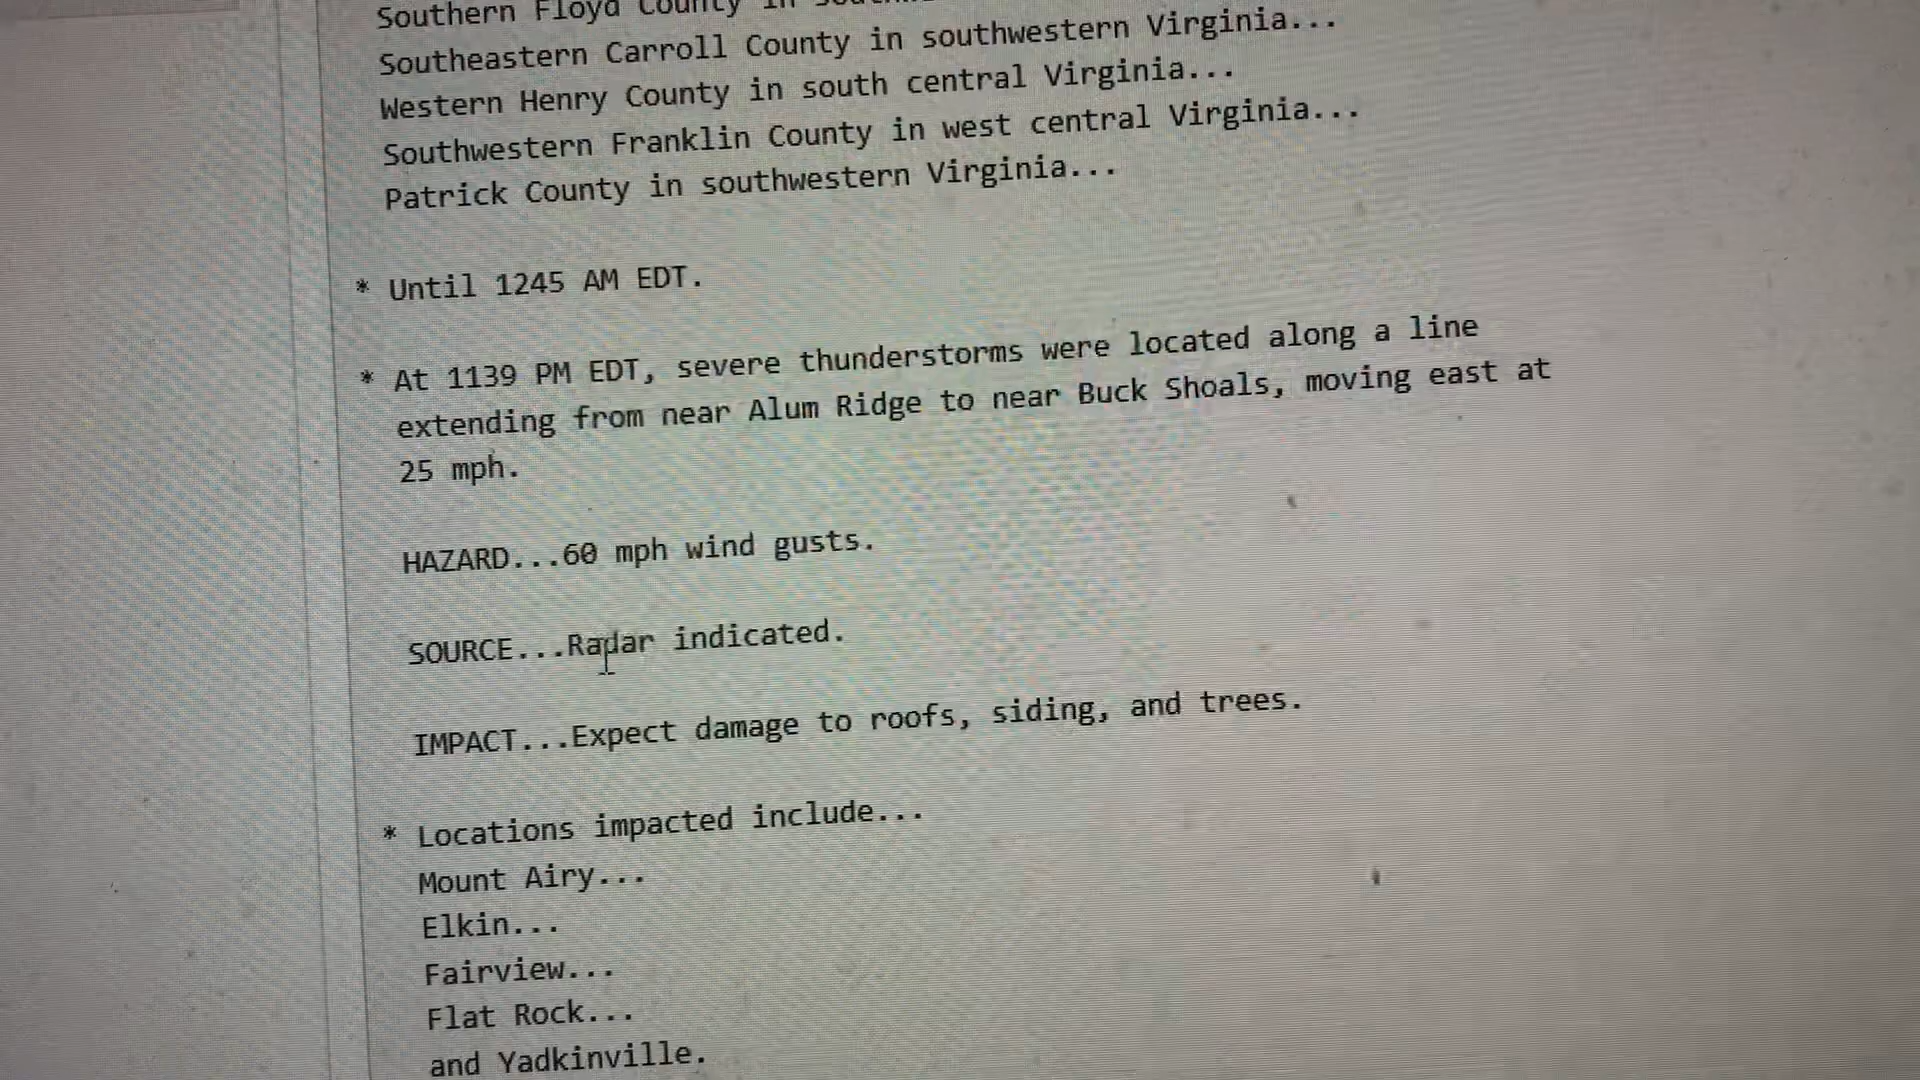 Southern Floyd County in
Southeastern Carroll County in southwestern Virginia...
Western Henry County in south central Virginia...
Southwestern Franklin County in west central Virginia...
Patrick County in southwestern Virginia...
* Until 1245 AM EDT.
* At 1139 PM EDT, severe thunderstorms were located along a line
extending from near Alum Ridge to near Buck Shoals, moving east at
25 mph.
HAZARD...60 mph wind gusts.
SOURCE...Radar indicated.
IMPACT...Expect damage to roofs, siding, and trees.
* Locations impacted include...
Mount Airy...
Elkin...
Fairview...
Flat Rock...
and Yadkinville.